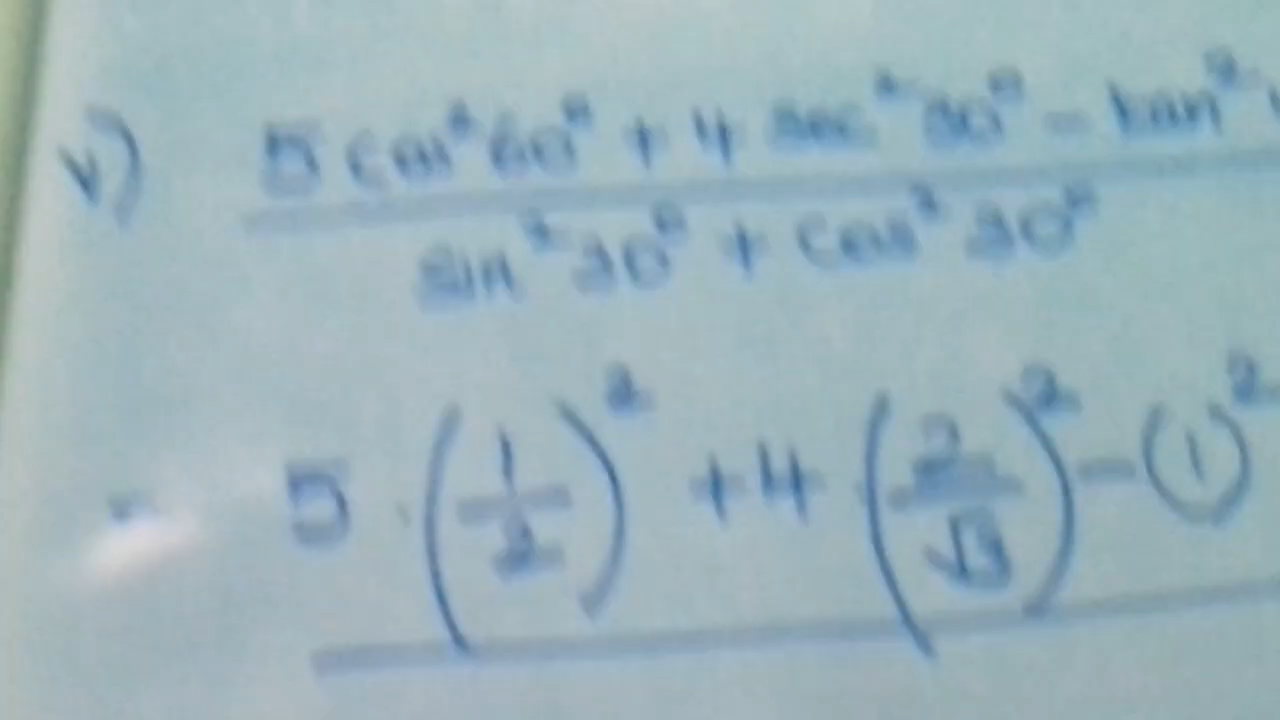 v) 5 cos²60° + 4 sec²30° - tan²
sin²30° + cos²30°
5 (1/2)² + 4 (2/√3)² - (1)²